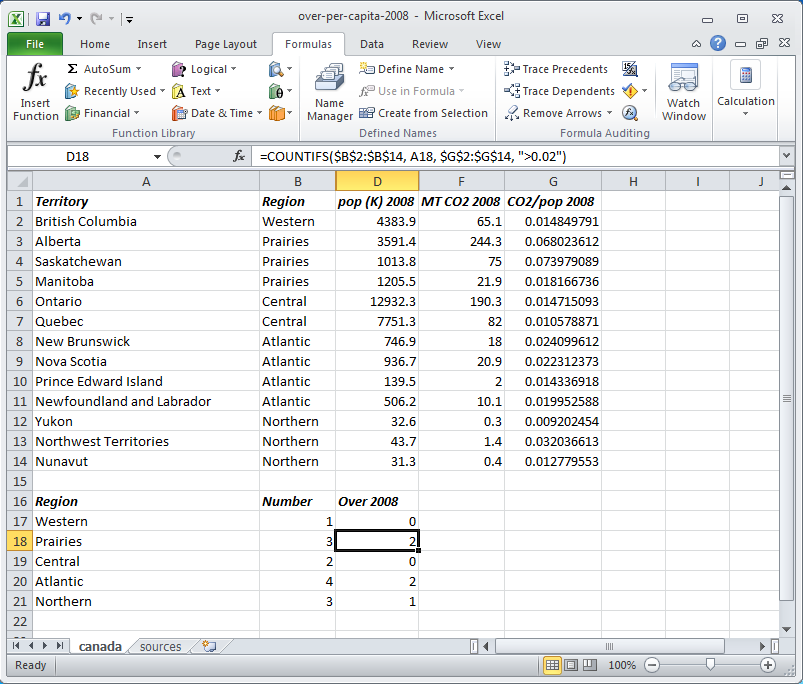 over-per-capita-2008 - Microsoft Excel
File Home Insert Page Layout Formulas Data Review View
fx Insert Function
Σ AutoSum Logical
Recently Used Text
Financial Date & Time
Function Library
Name Manager
Define Name
Use in Formula
Create from Selection
Defined Names
Trace Precedents
Trace Dependents
Remove Arrows
Formula Auditing
Watch Window
Calculation
D18 fx =COUNTIFS($B$2:$B$14, A18, $G$2:$G$14, ">0.02")
A B D F G H I J
1 Territory Region pop (K) 2008 MT CO2 2008 CO2/pop 2008
2 British Columbia Western 4383.9 65.1 0.014849791
3 Alberta Prairies 3591.4 244.3 0.068023612
4 Saskatchewan Prairies 1013.8 75 0.073979089
5 Manitoba Prairies 1205.5 21.9 0.018166736
6 Ontario Central 12932.3 190.3 0.014715093
7 Quebec Central 7751.3 82 0.010578871
8 New Brunswick Atlantic 746.9 18 0.024099612
9 Nova Scotia Atlantic 936.7 20.9 0.022312373
10 Prince Edward Island Atlantic 139.5 2 0.014336918
11 Newfoundland and Labrador Atlantic 506.2 10.1 0.019952588
12 Yukon Northern 32.6 0.3 0.009202454
13 Northwest Territories Northern 43.7 1.4 0.032036613
14 Nunavut Northern 31.3 0.4 0.012779553
15
16 Region Number Over 2008
17 Western 1 0
18 Prairies 3 2
19 Central 2 0
20 Atlantic 4 2
21 Northern 3 1
22
canada sources
Ready 100%